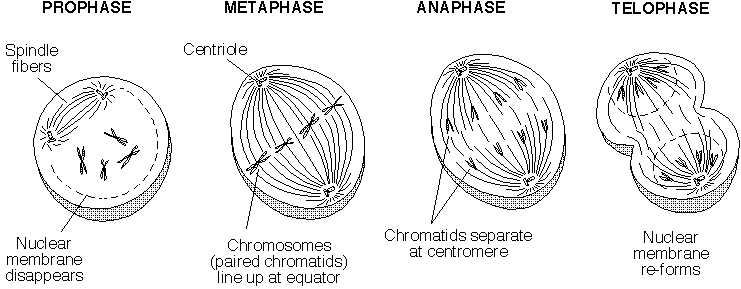 PROPHASE
METAPHASE
ANAPHASE
TELOPHASE
Spindle
fibers
Centriole
Nuclear
membrane
disappears
Chromosomes
(paired chromatids)
line up at equator
Chromatids separate
at centromere
Nuclear
membrane
re-forms